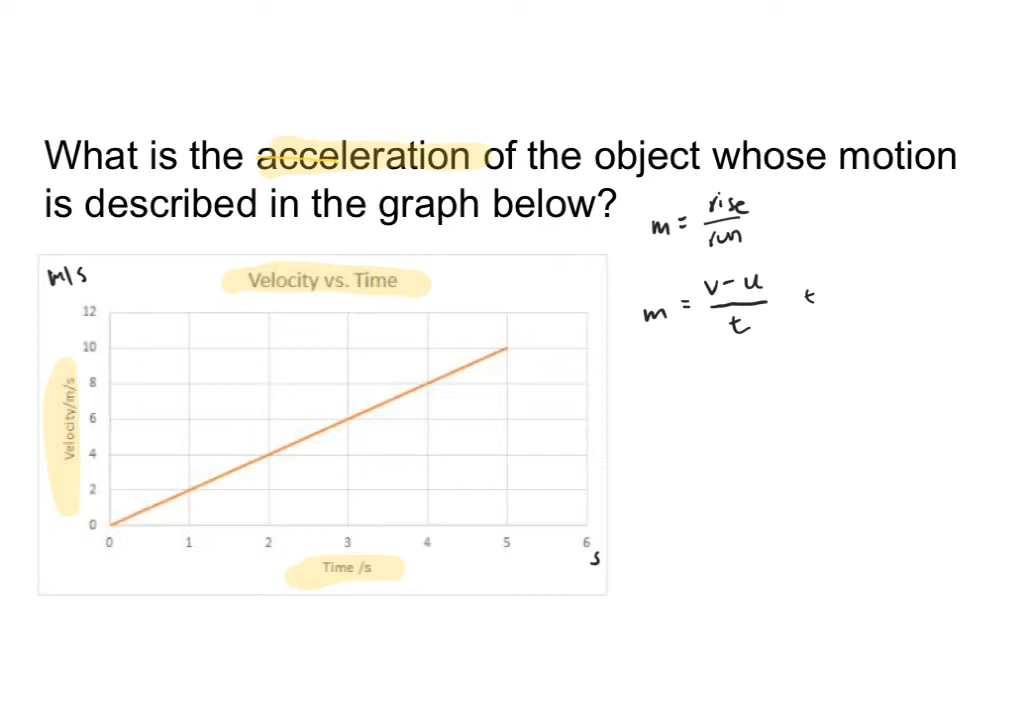 What is the acceleration of the object whose motion
is described in the graph below?
m = rise
run
m = v - u
t
t
m/s
Velocity vs. Time
12
10
8
6
4
2
0
Velocity/m/s
0 1 2 3 4 5 6
s
Time /s